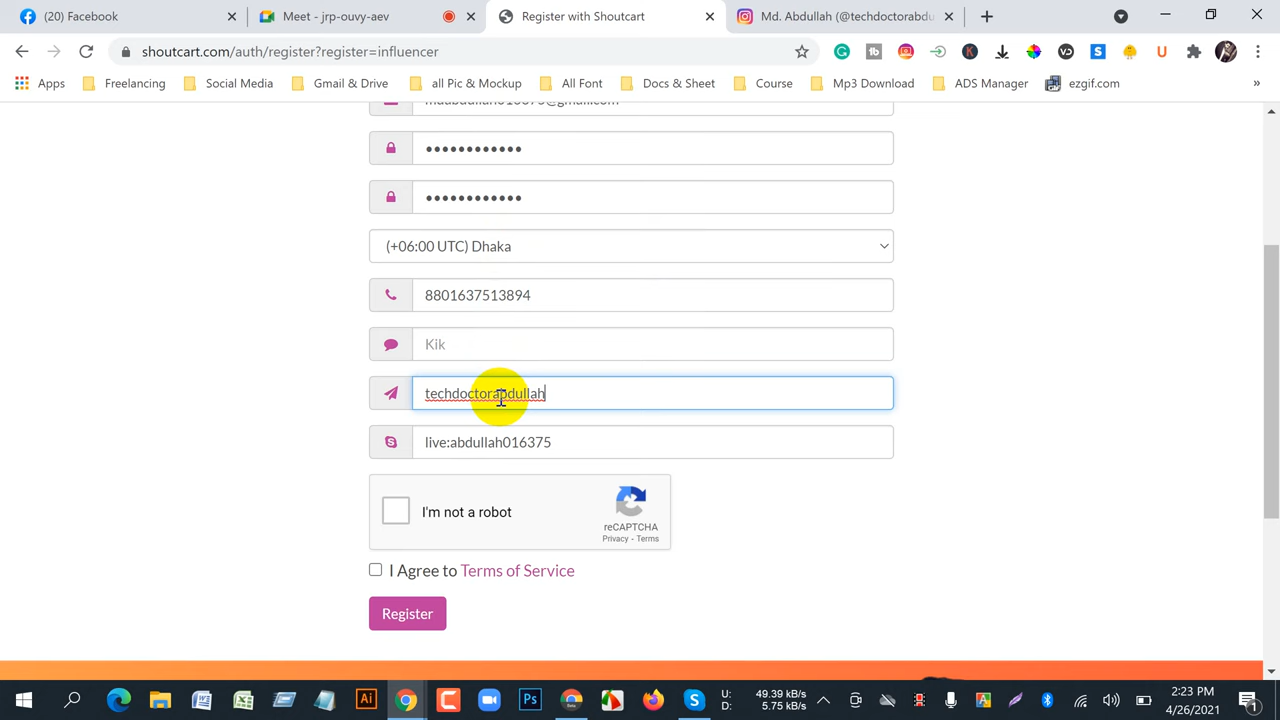 (20) Facebook
Meet - jrp-ouvy-aev
Register with Shoutcart
Md. Abdullah (@techdoctorabdu
shoutcart.com/auth/register?register=influencer
Apps
Freelancing
Social Media
Gmail & Drive
all Pic & Mockup
All Font
Docs & Sheet
Course
Mp3 Download
ADS Manager
ezgif.com
»
••••••••••••
••••••••••••
(+06:00 UTC) Dhaka
8801637513894
Kik
techdoctorabdullah
live:abdullah016375
I'm not a robot
reCAPTCHA
Privacy - Terms
I Agree to Terms of Service
Register
U: 49.39 kB/s
D: 5.75 kB/s
2:23 PM
4/26/2021